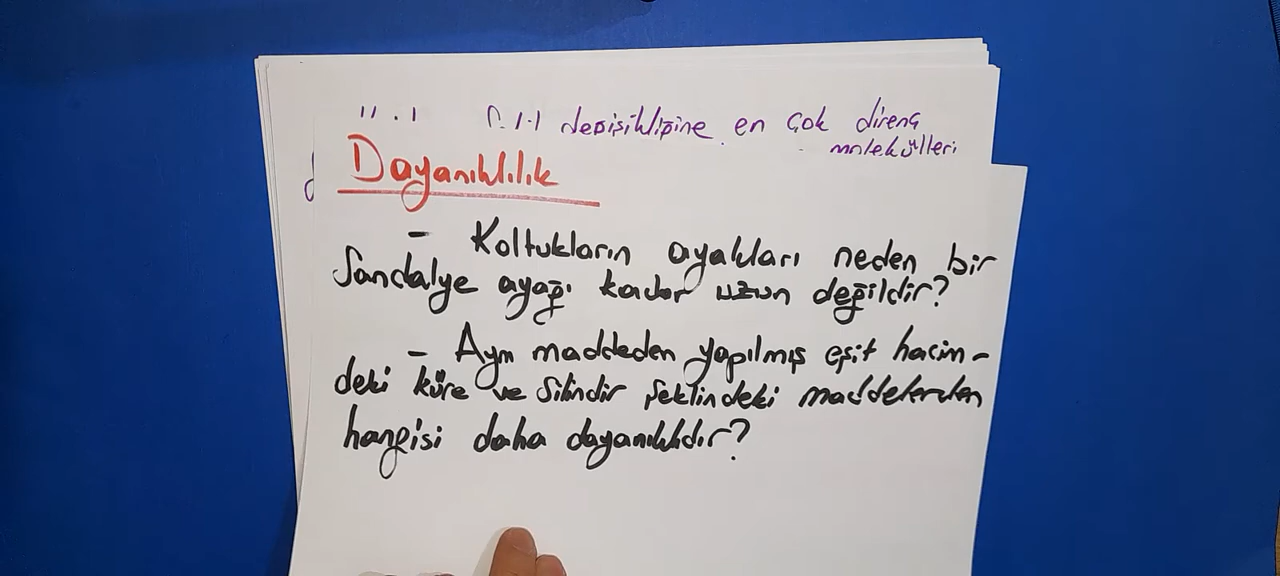 değişikliğine en çok direnç
molekülleri
Dayanıklılık
- Koltukların ayakları neden bir
Sandalye ayağı kadar uzun değildir?
- Aynı maddeden yapılmış eşit hacim-
deki küre ve Silindir şeklindeki maddelerden
hangisi daha dayanıklıdır?